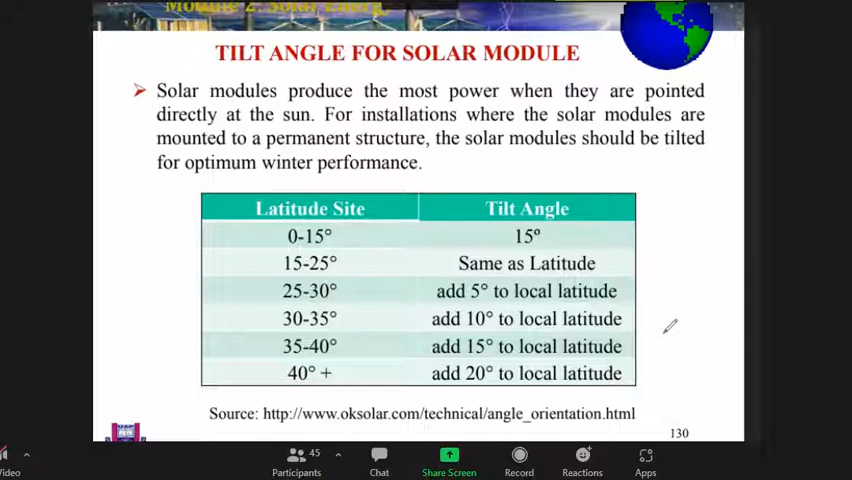 Module 2: Solar Energy
TILT ANGLE FOR SOLAR MODULE
Solar modules produce the most power when they are pointed
directly at the sun. For installations where the solar modules are
mounted to a permanent structure, the solar modules should be tilted
for optimum winter performance.
Latitude Site Tilt Angle
0-15° 15º
15-25° Same as Latitude
25-30° add 5° to local latitude
30-35° add 10° to local latitude
35-40° add 15° to local latitude
40° + add 20° to local latitude
Source: http://www.oksolar.com/technical/angle_orientation.html
130
45
Video Participants Chat Share Screen Record Reactions Apps